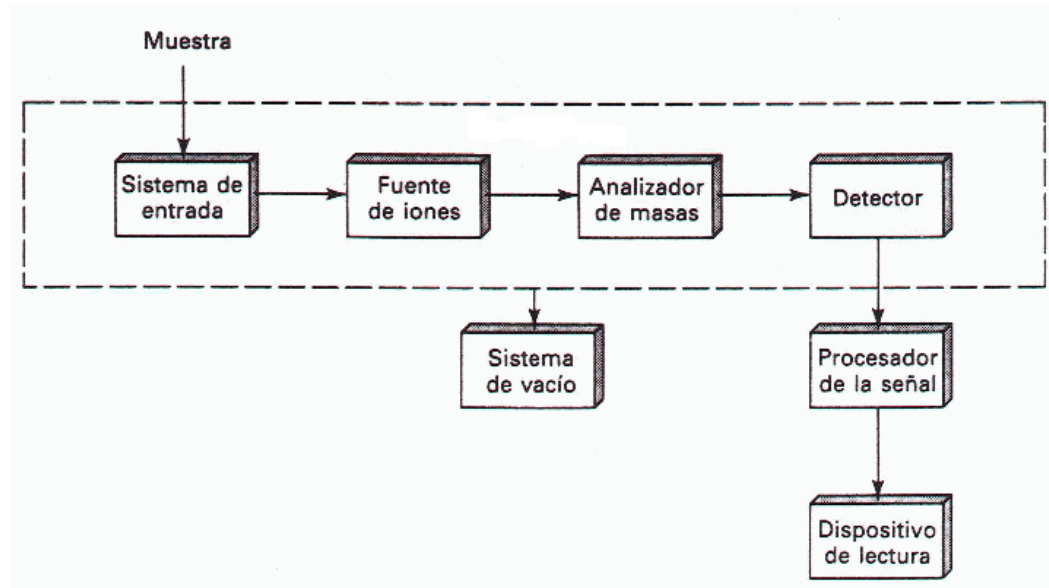 Muestra
Sistema de
entrada
Fuente
de iones
Analizador
de masas
Detector
Sistema
de vacío
Procesador
de la señal
Dispositivo
de lectura